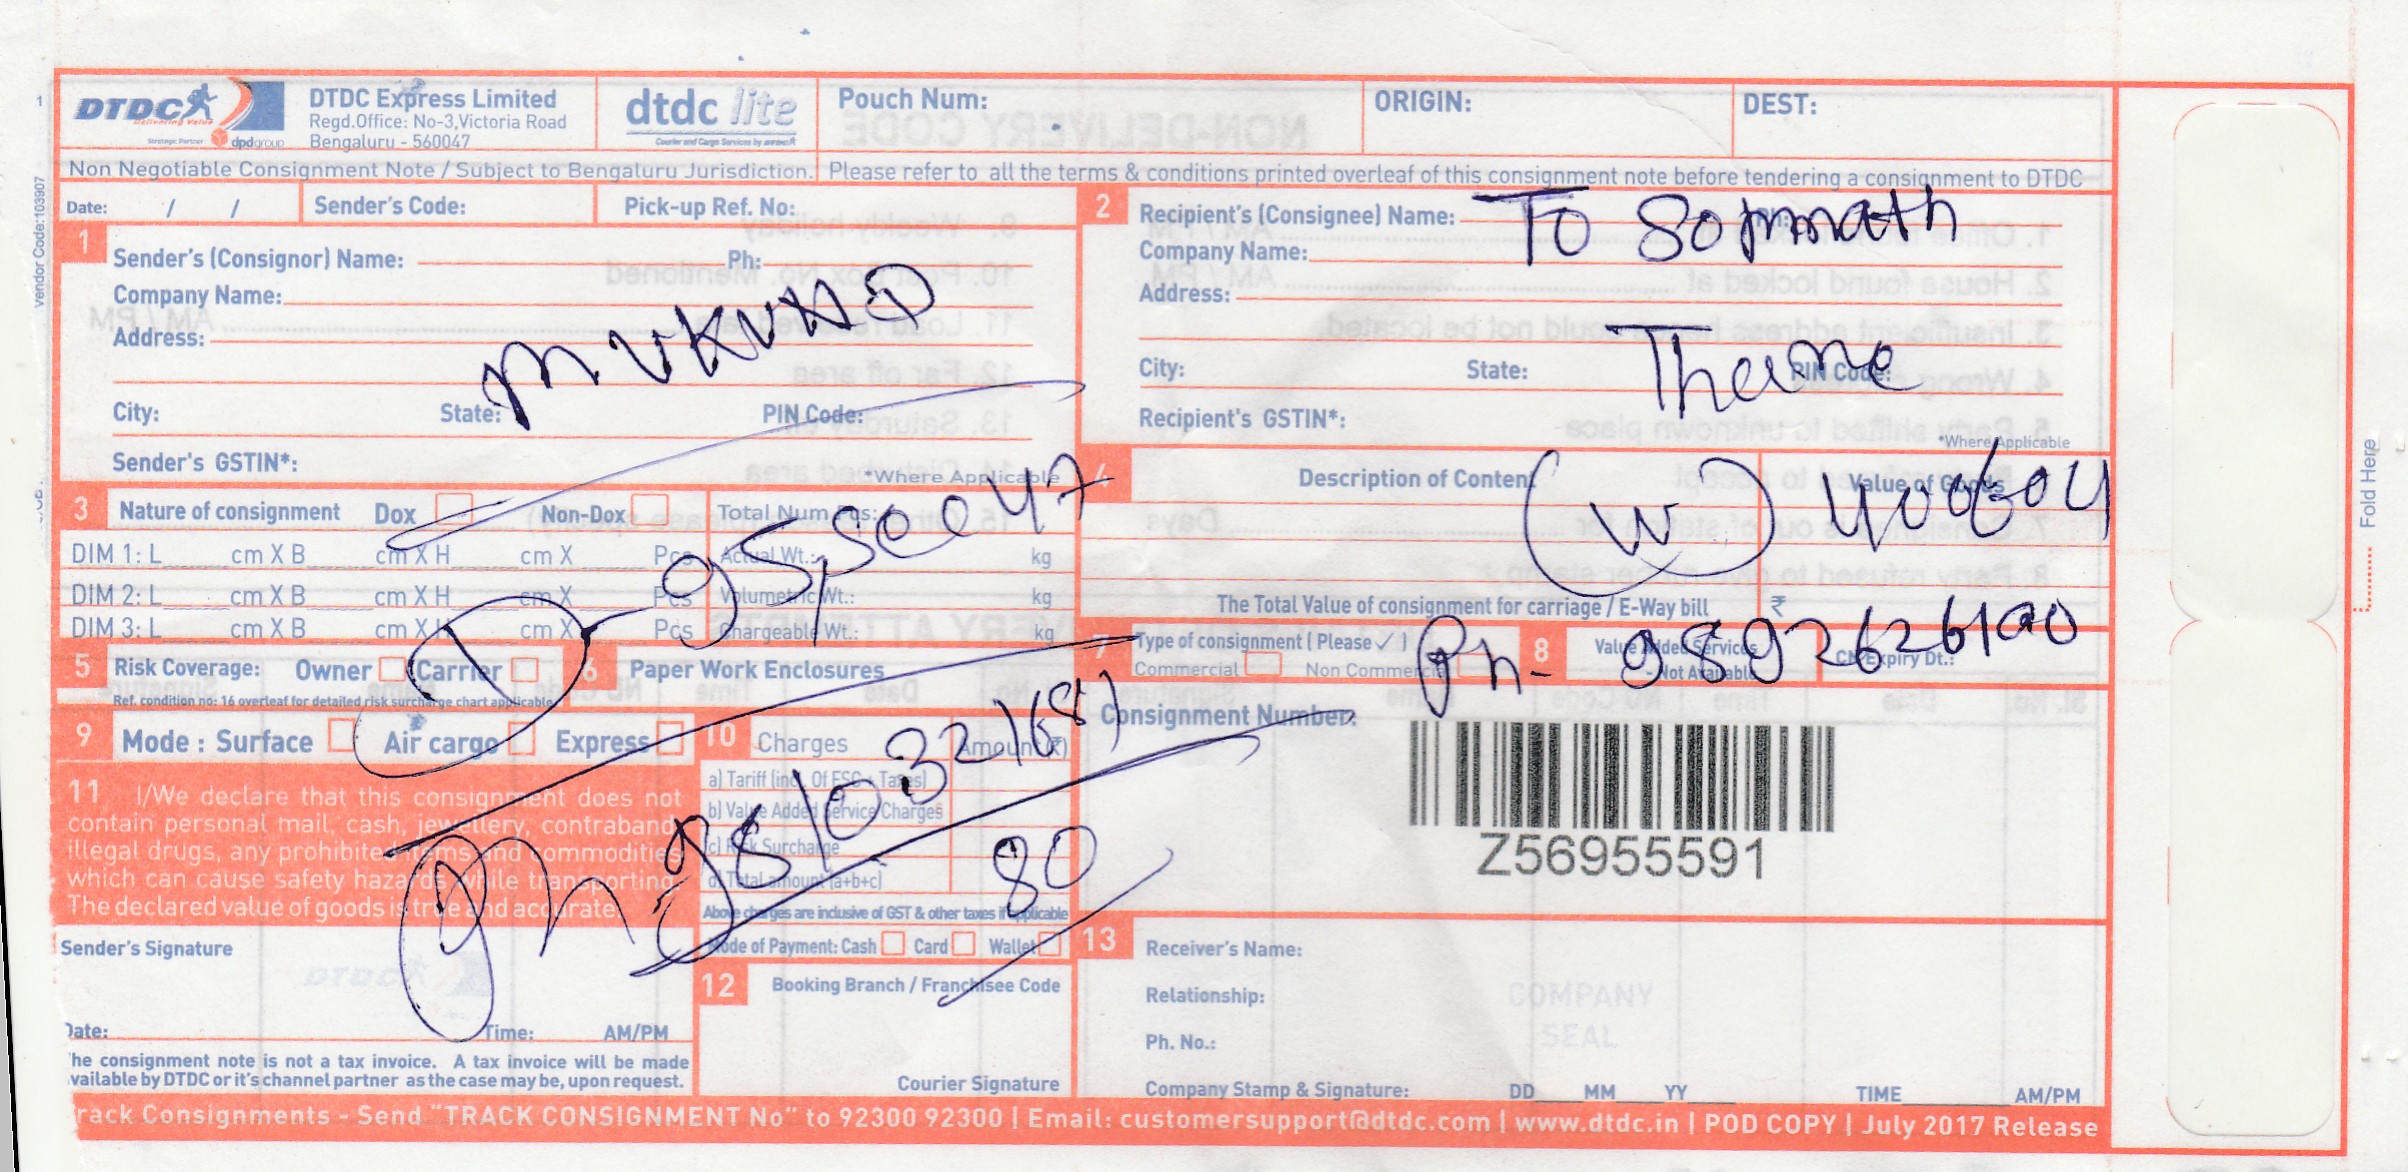 DTDC
Delivering Value
Strategic Partner dpdgroup
DTDC Express Limited
Regd.Office: No-3,Victoria Road
Bengaluru - 560047
dtdc lite
Courier and Cargo Services by DTDC
Pouch Num:
ORIGIN:
DEST:
Non Negotiable Consignment Note / Subject to Bengaluru Jurisdiction.
Please refer to all the terms & conditions printed overleaf of this consignment note before tendering a consignment to DTDC
Vendor Code:103907
Date: / /
Sender's Code:
Pick-up Ref. No:
1
Sender's (Consignor) Name: Ph:
Company Name:
Address:
MUKUND
City: State: PIN Code:
Sender's GSTIN*:
*Where Applicable
2
Recipient's (Consignee) Name: Ph:
To Somnath
Company Name:
Address:
Thane
City: State: PIN Code:
Recipient's GSTIN*:
*Where Applicable
3 Nature of consignment Dox Non-Dox
DIM 1: L cm X B cm X H cm X Pcs
DIM 2: L cm X B cm X H cm X Pcs
DIM 3: L cm X B cm X H cm X Pcs
Total Num Pcs:
Actual Wt.: kg
Volumetric Wt.: kg
Chargeable Wt.: kg
4 Description of Content
Value of Goods
(W) 400604
The Total Value of consignment for carriage / E-Way bill ₹
5 Risk Coverage: Owner Carrier
Ref. condition no: 16 overleaf for detailed risk surcharge chart applicable
6 Paper Work Enclosures
7 Type of consignment ( Please ✓ )
Commercial Non Commercial
8 Value Added Services
- Not Available
CN Expiry Dt.:
Ph- 9892626100
9 Mode : Surface Air cargo Express
10 Charges Amount (₹)
a) Tariff (incl. Of FSC + Taxes)
b) Value Added Service Charges
c) Risk Surcharge
d) Total amount (a+b+c)
80
Above charges are inclusive of GST & other taxes if applicable
Mode of Payment: Cash Card Wallet
11 I/We declare that this consignment does not
contain personal mail, cash, jewellery, contraband,
illegal drugs, any prohibited items and commodities
which can cause safety hazards while transporting.
The declared value of goods is true and accurate.
Sender's Signature
Date: Time: AM/PM
The consignment note is not a tax invoice. A tax invoice will be made
available by DTDC or it's channel partner as the case may be, upon request.
12 Booking Branch / Franchisee Code
Courier Signature
Consignment Number:
Z56955591
13 Receiver's Name:
Relationship:
Ph. No.:
COMPANY
SEAL
Company Stamp & Signature: DD MM YY TIME AM/PM
Track Consignments - Send "TRACK CONSIGNMENT No" to 92300 92300 | Email: customersupport@dtdc.com | www.dtdc.in | POD COPY | July 2017 Release
Fold Here